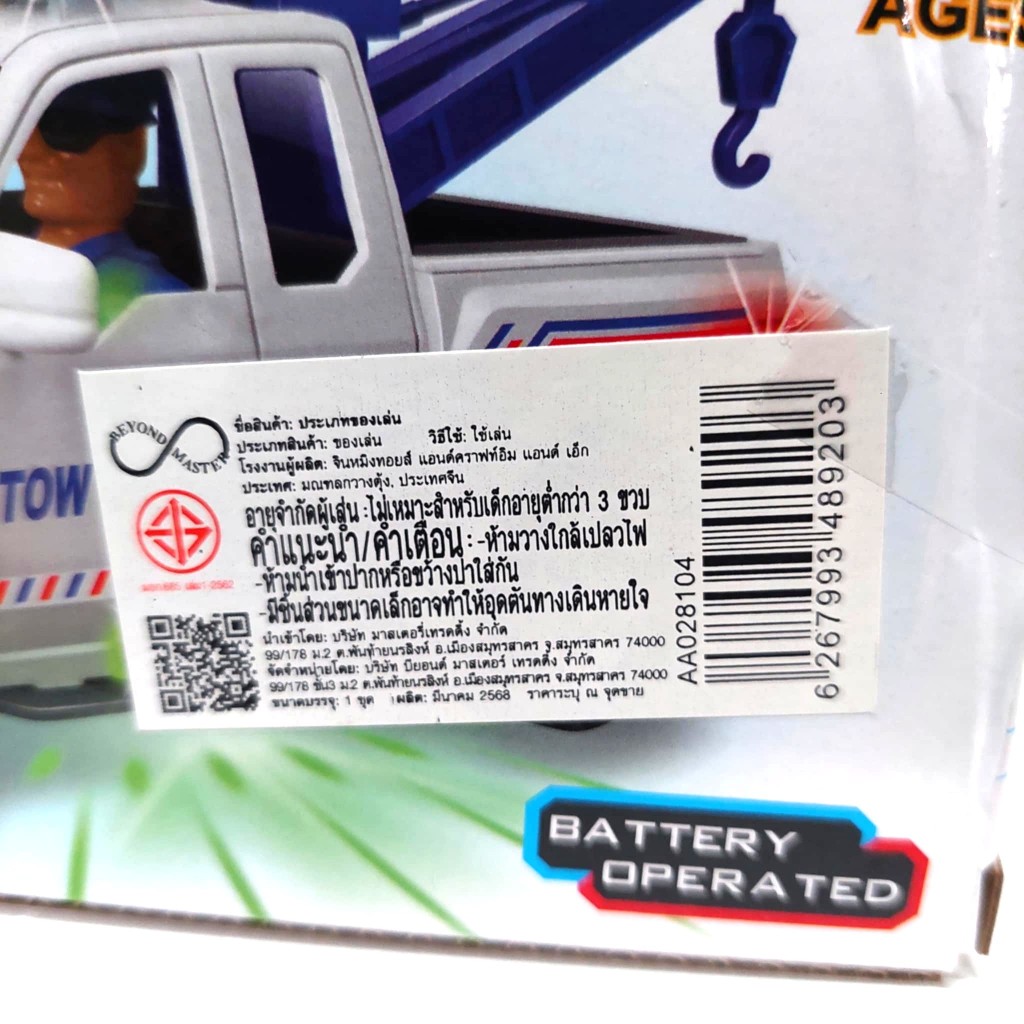 AGE
TOW
BEYOND
MASTER
ชื่อสินค้า: ประเภทของเล่น
ประเภทสินค้า: ของเล่น วิธีใช้: ใช้เล่น
โรงงานผู้ผลิต: จินหมิงทอยส์ แอนด์คราฟท์อิม แอนด์ เอ็ก
ประเทศ: มณฑลกวางตุ้ง, ประเทศจีน
อายุจำกัดผู้เล่น :ไม่เหมาะสำหรับเด็กอายุต่ำกว่า 3 ขวบ
คำแนะนำ/คำเตือน: -ห้ามวางใกล้เปลวไฟ
-ห้ามนำเข้าปากหรือขว้างปาใส่กัน
-มีชิ้นส่วนขนาดเล็กอาจทำให้อุดตันทางเดินหายใจ
นำเข้าโดย: บริษัท มาสเตอรี่เทรดดิ้ง จำกัด
99/178 ม.2 ต.พันท้ายนรสิงห์ อ.เมืองสมุทรสาคร จ.สมุทรสาคร 74000
จัดจำหน่ายโดย: บริษัท บียอนด์ มาสเตอร์ เทรดดิ้ง จำกัด
99/178 ชั้น3 ม.2 ต.พันท้ายนรสิงห์ อ.เมืองสมุทรสาคร จ.สมุทรสาคร 74000
ขนาดบรรจุ: 1 ชุด ผลิต: มีนาคม 2568 ราคาระบุ ณ จุดขาย
AA028104
6 267993 489203
BATTERY
OPERATED